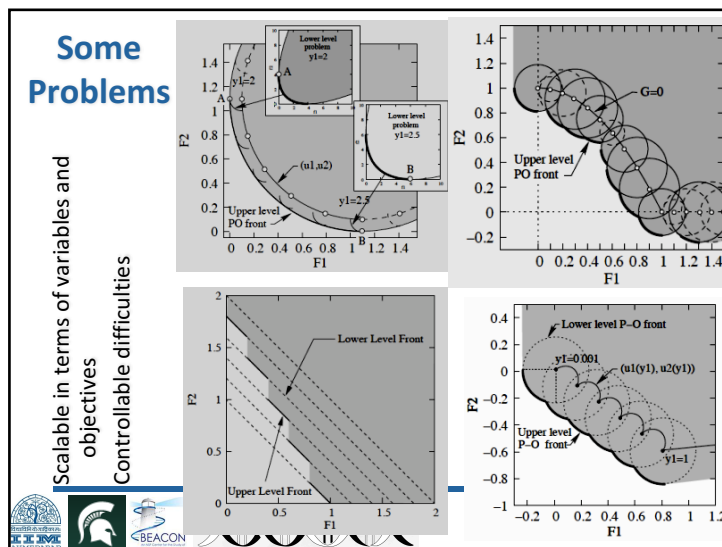 Some
Problems
Scalable in terms of variables and
objectives
Controllable difficulties
1.4
1.2
1
0.8
0.6
0.4
0.2
0
0 0.2 0.4 0.6 0.8 1 1.2 1.4
F2
F1
y1=2
A
(u1,u2)
y1=2.5
Upper level
PO front
B
Lower level
problem
y1=2
A
Lower level
problem
y1=2.5
B
1.4
1.2
1
0.8
0.6
0.4
0.2
0
−0.2
0 0.2 0.4 0.6 0.8 1 1.2 1.4
F2
F1
G=0
Upper level
PO front
2
1.5
1
0.5
0
0 0.5 1 1.5 2
F2
F1
Lower Level Front
Upper Level Front
0.4
0.2
0
−0.2
−0.4
−0.6
−0.8
−1
−0.2 0 0.2 0.4 0.6 0.8 1 1.2
F2
F1
Lower level P−O front
y1=0.001
(u1(y1), u2(y1))
Upper level
P−O front
y1=1
IIM
BEACON